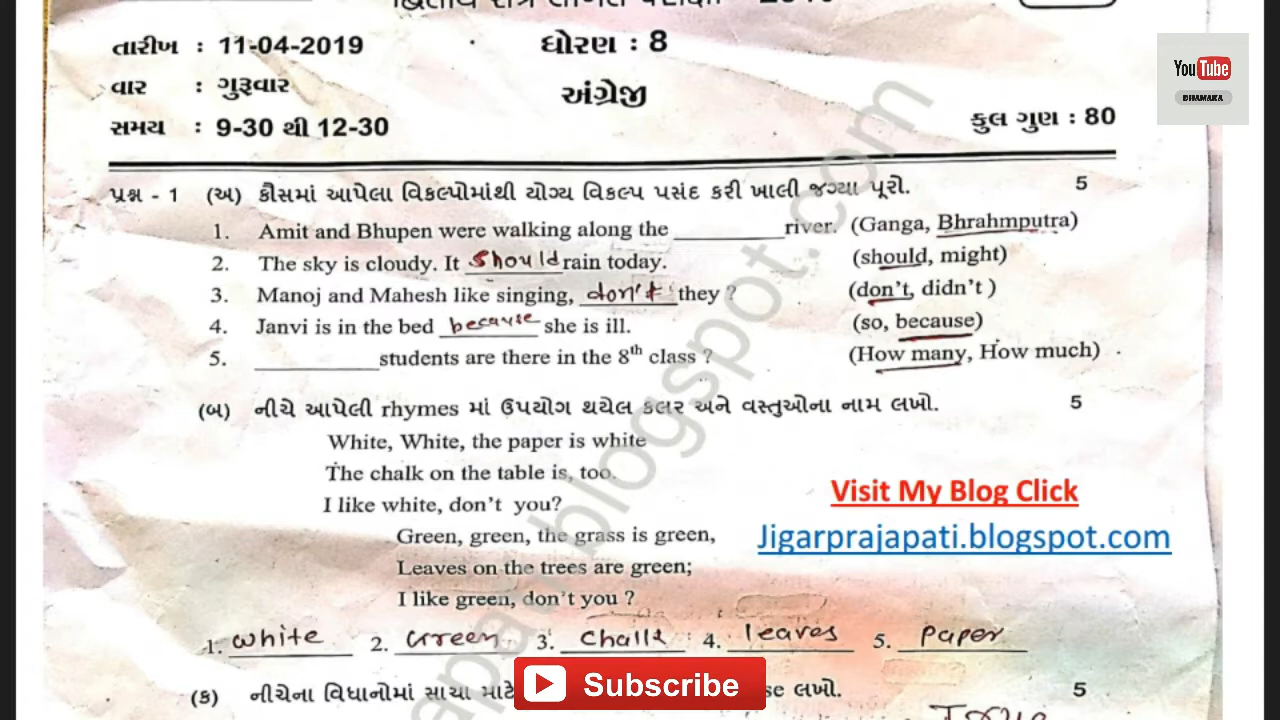 You Tube
DHAMAKA
તારીખ : 11-04-2019
ધોરણ : 8
વાર : ગુરૂવાર
અંગ્રેજી
સમય : 9-30 થી 12-30
કુલ ગુણ : 80
પ્રશ્ન - 1 (અ) કૌસમાં આપેલા વિકલ્પોમાંથી યોગ્ય વિકલ્પ પસંદ કરી ખાલી જગ્યા પૂરો. 5
1. Amit and Bhupen were walking along the ________ river. (Ganga, Bhrahmputra)
2. The sky is cloudy. It should rain today. (should, might)
3. Manoj and Mahesh like singing, don't they ? (don't, didn't )
4. Janvi is in the bed because she is ill. (so, because)
5. ________ students are there in the 8th class ? (How many, How much)
(બ) નીચે આપેલી rhymes માં ઉપયોગ થયેલ કલર અને વસ્તુઓના નામ લખો. 5
White, White, the paper is white
The chalk on the table is, too.
I like white, don't you?
Green, green, the grass is green,
Leaves on the trees are green;
I like green, don't you ?
Visit My Blog Click
Jigarprajapati.blogspot.com
1. white 2. Green 3. Chalk 4. leaves 5. Paper
(ક) નીચેના વિધાનોમાં સાચા માટે se લખો. 5
Subscribe